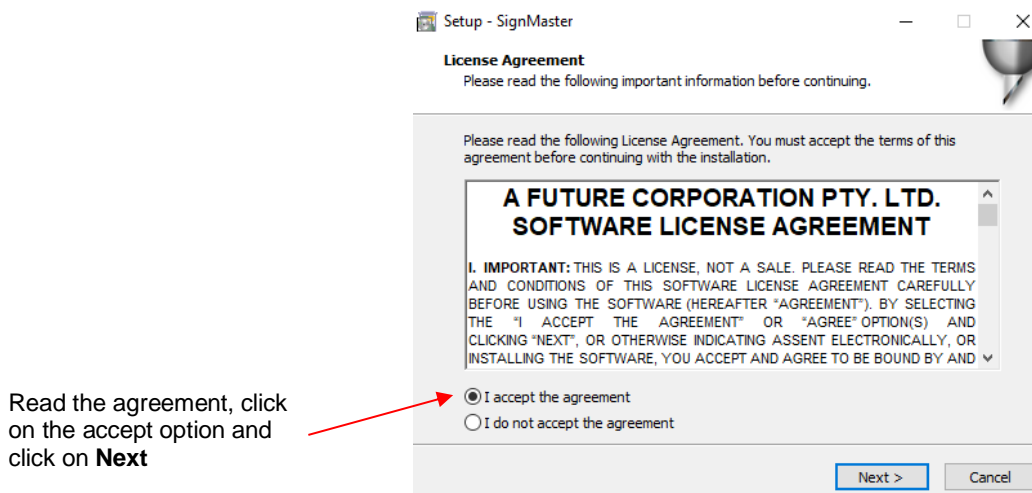 Setup - SignMaster
License Agreement
Please read the following important information before continuing.
Please read the following License Agreement. You must accept the terms of this
agreement before continuing with the installation.
A FUTURE CORPORATION PTY. LTD.
SOFTWARE LICENSE AGREEMENT
I. IMPORTANT: THIS IS A LICENSE, NOT A SALE. PLEASE READ THE TERMS
AND CONDITIONS OF THIS SOFTWARE LICENSE AGREEMENT CAREFULLY
BEFORE USING THE SOFTWARE (HEREAFTER “AGREEMENT”). BY SELECTING
THE “I ACCEPT THE AGREEMENT” OR “AGREE” OPTION(S) AND
CLICKING “NEXT”, OR OTHERWISE INDICATING ASSENT ELECTRONICALLY, OR
INSTALLING THE SOFTWARE, YOU ACCEPT AND AGREE TO BE BOUND BY AND
I accept the agreement
I do not accept the agreement
Read the agreement, click
on the accept option and
click on Next
Next >
Cancel